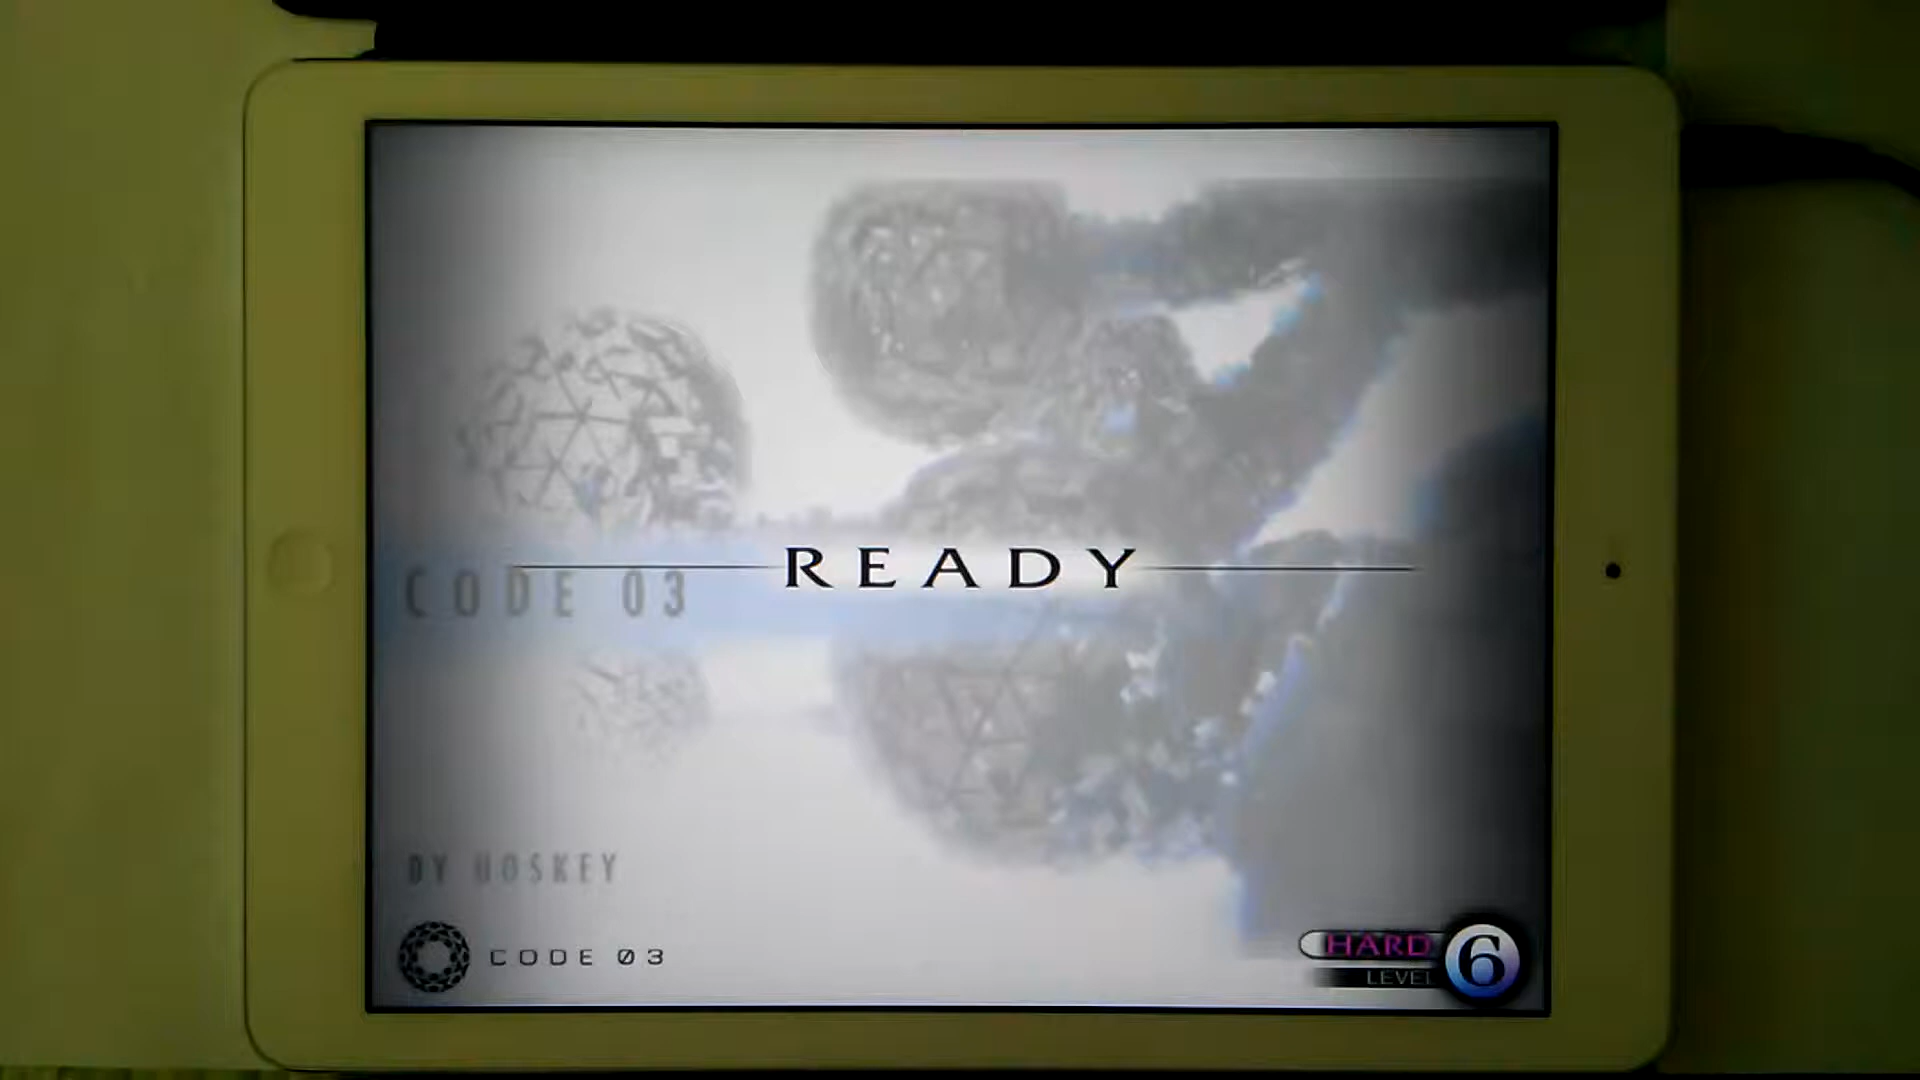 READY
CODE 03
BY HOSKEY
CODE 03
HARD
LEVEL
6